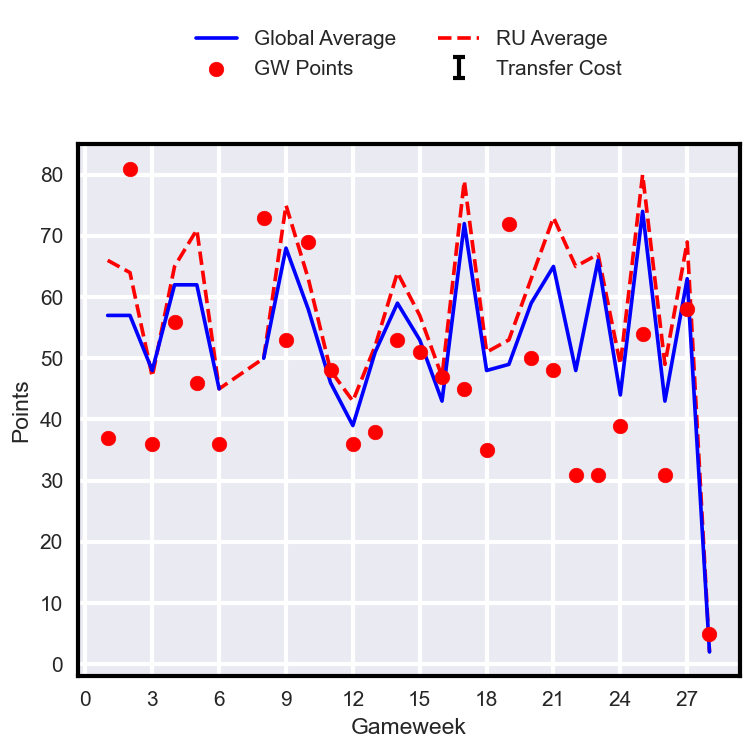 Global Average
RU Average
GW Points
Transfer Cost
80
70
60
50
40
30
20
10
0
Points
0 3 6 9 12 15 18 21 24 27
Gameweek